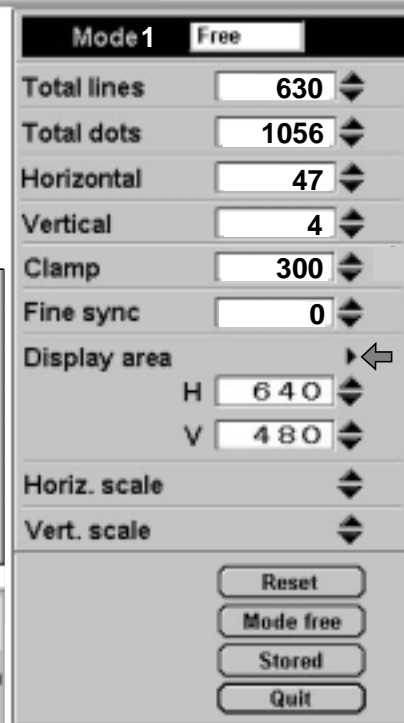 Mode1 Free
Total lines 630
Total dots 1056
Horizontal 47
Vertical 4
Clamp 300
Fine sync 0
Display area
H 640
V 480
Horiz. scale
Vert. scale
Reset
Mode free
Stored
Quit